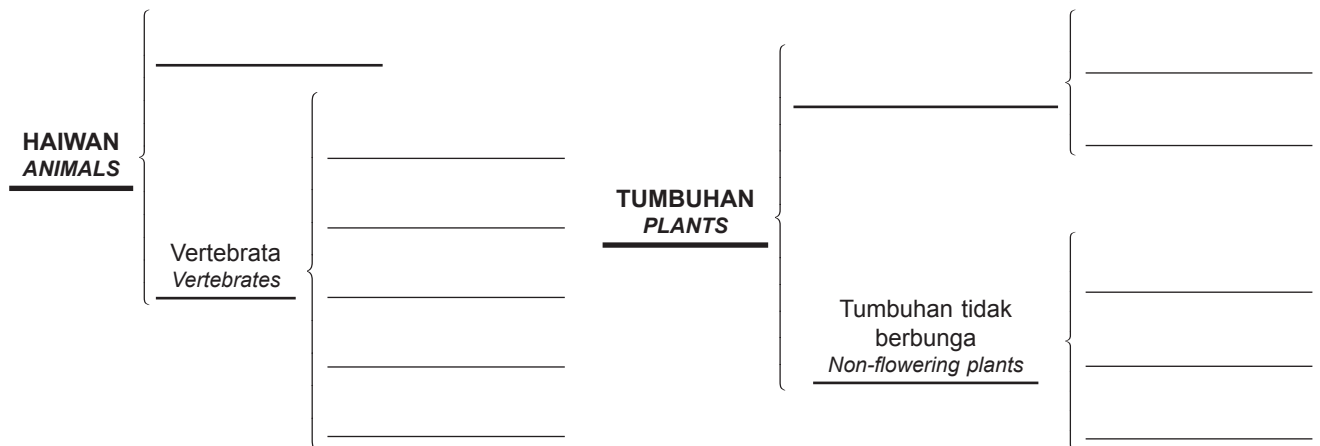 HAIWAN
ANIMALS
Vertebrata
Vertebrates
TUMBUHAN
PLANTS
Tumbuhan tidak
berbunga
Non-flowering plants